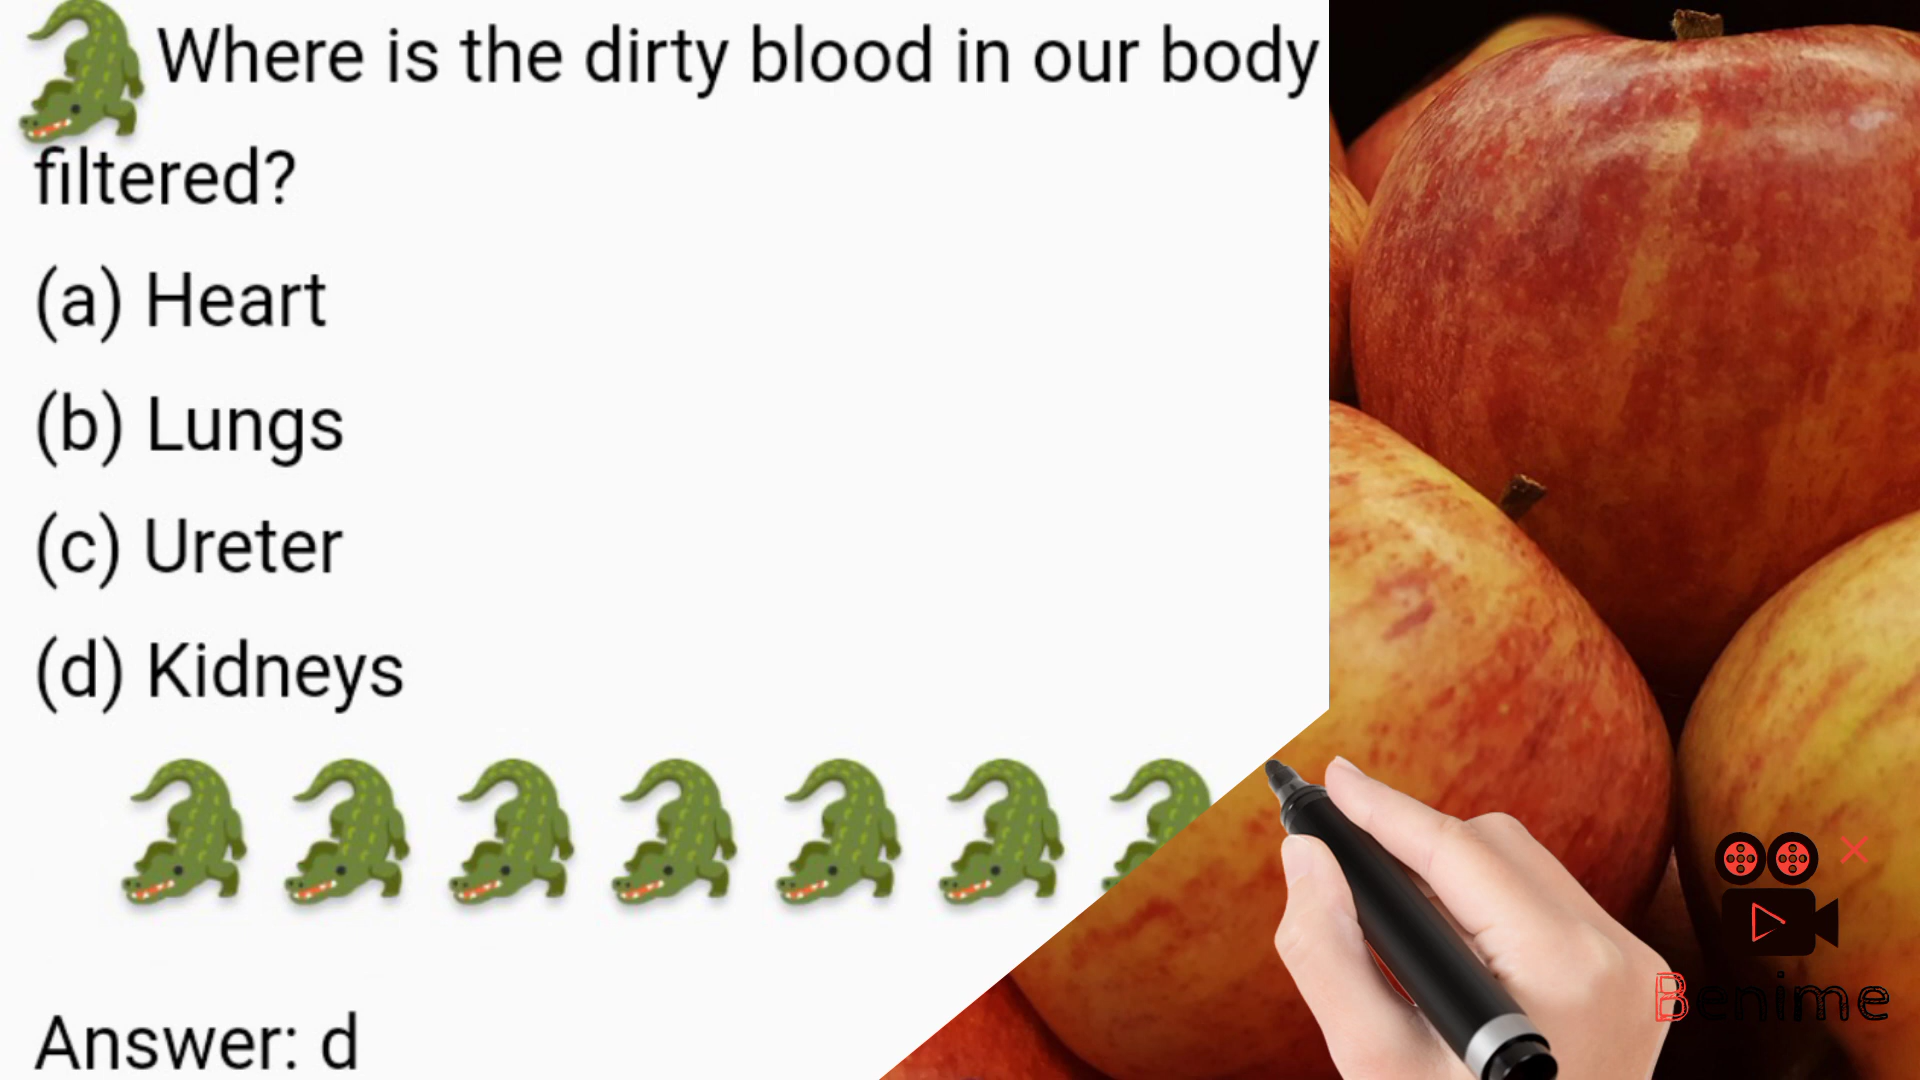 Where is the dirty blood in our body
filtered?
(a) Heart
(b) Lungs
(c) Ureter
(d) Kidneys
Answer: d
Benime